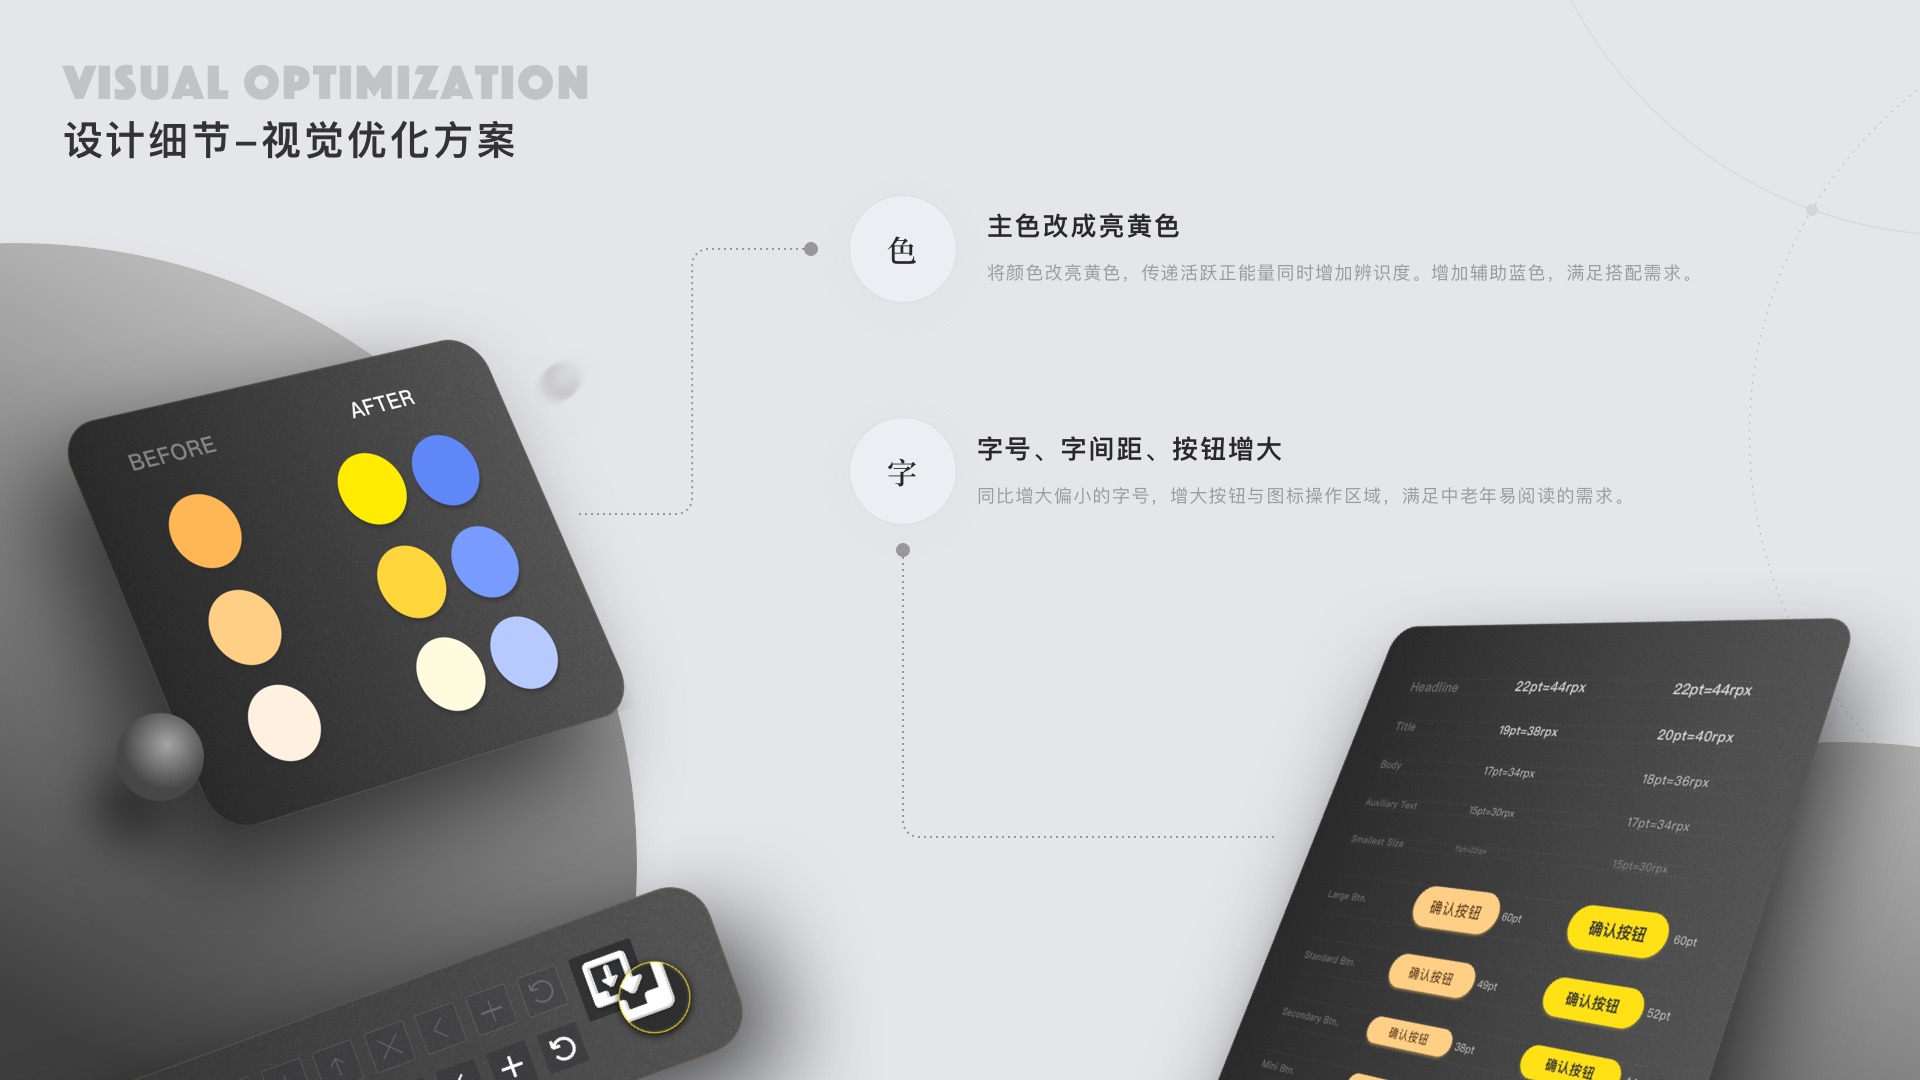 VISUAL OPTIMIZATION
设计细节–视觉优化方案
色
主色改成亮黄色
将颜色改亮黄色，传递活跃正能量同时增加辨识度。增加辅助蓝色，满足搭配需求。
字
字号、字间距、按钮增大
同比增大偏小的字号，增大按钮与图标操作区域，满足中老年易阅读的需求。
BEFORE
AFTER
Headline 22pt=44rpx 22pt=44rpx
Title 19pt=38rpx 20pt=40rpx
Body 17pt=34rpx 18pt=36rpx
Auxiliary Text 15pt=30rpx 17pt=34rpx
Smallest Size 15pt=30rpx
Large Btn. 确认按钮 60pt 确认按钮 60pt
Standard Btn. 确认按钮 49pt 确认按钮 52pt
Secondary Btn. 确认按钮 38pt 确认按钮
Mini Btn.